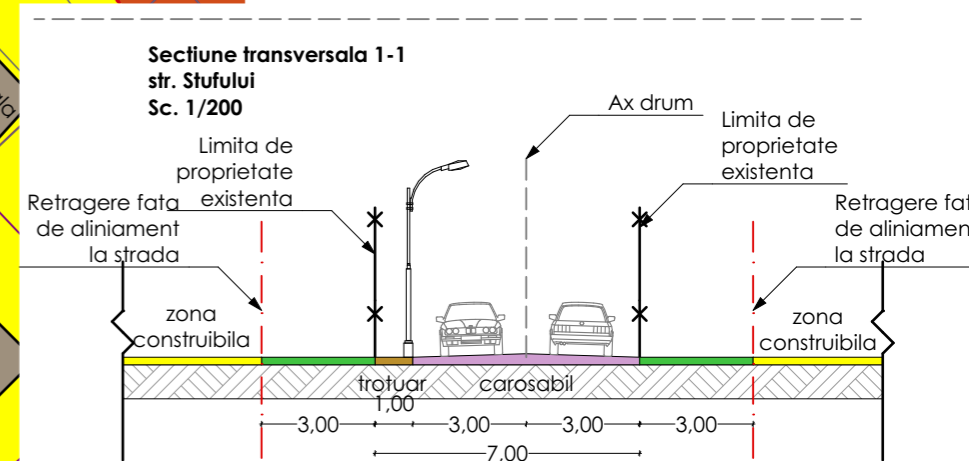 Sectiune transversala 1-1
str. Stufului
Sc. 1/200
Ax drum
Limita de
proprietate
existenta
Limita de
proprietate
existenta
Retragere fata
de aliniament
la strada
Retragere fat
de aliniamen
la strada
zona
construibila
zona
construibila
trotuar
carosabil
1,00
3,00
3,00
3,00
3,00
7,00